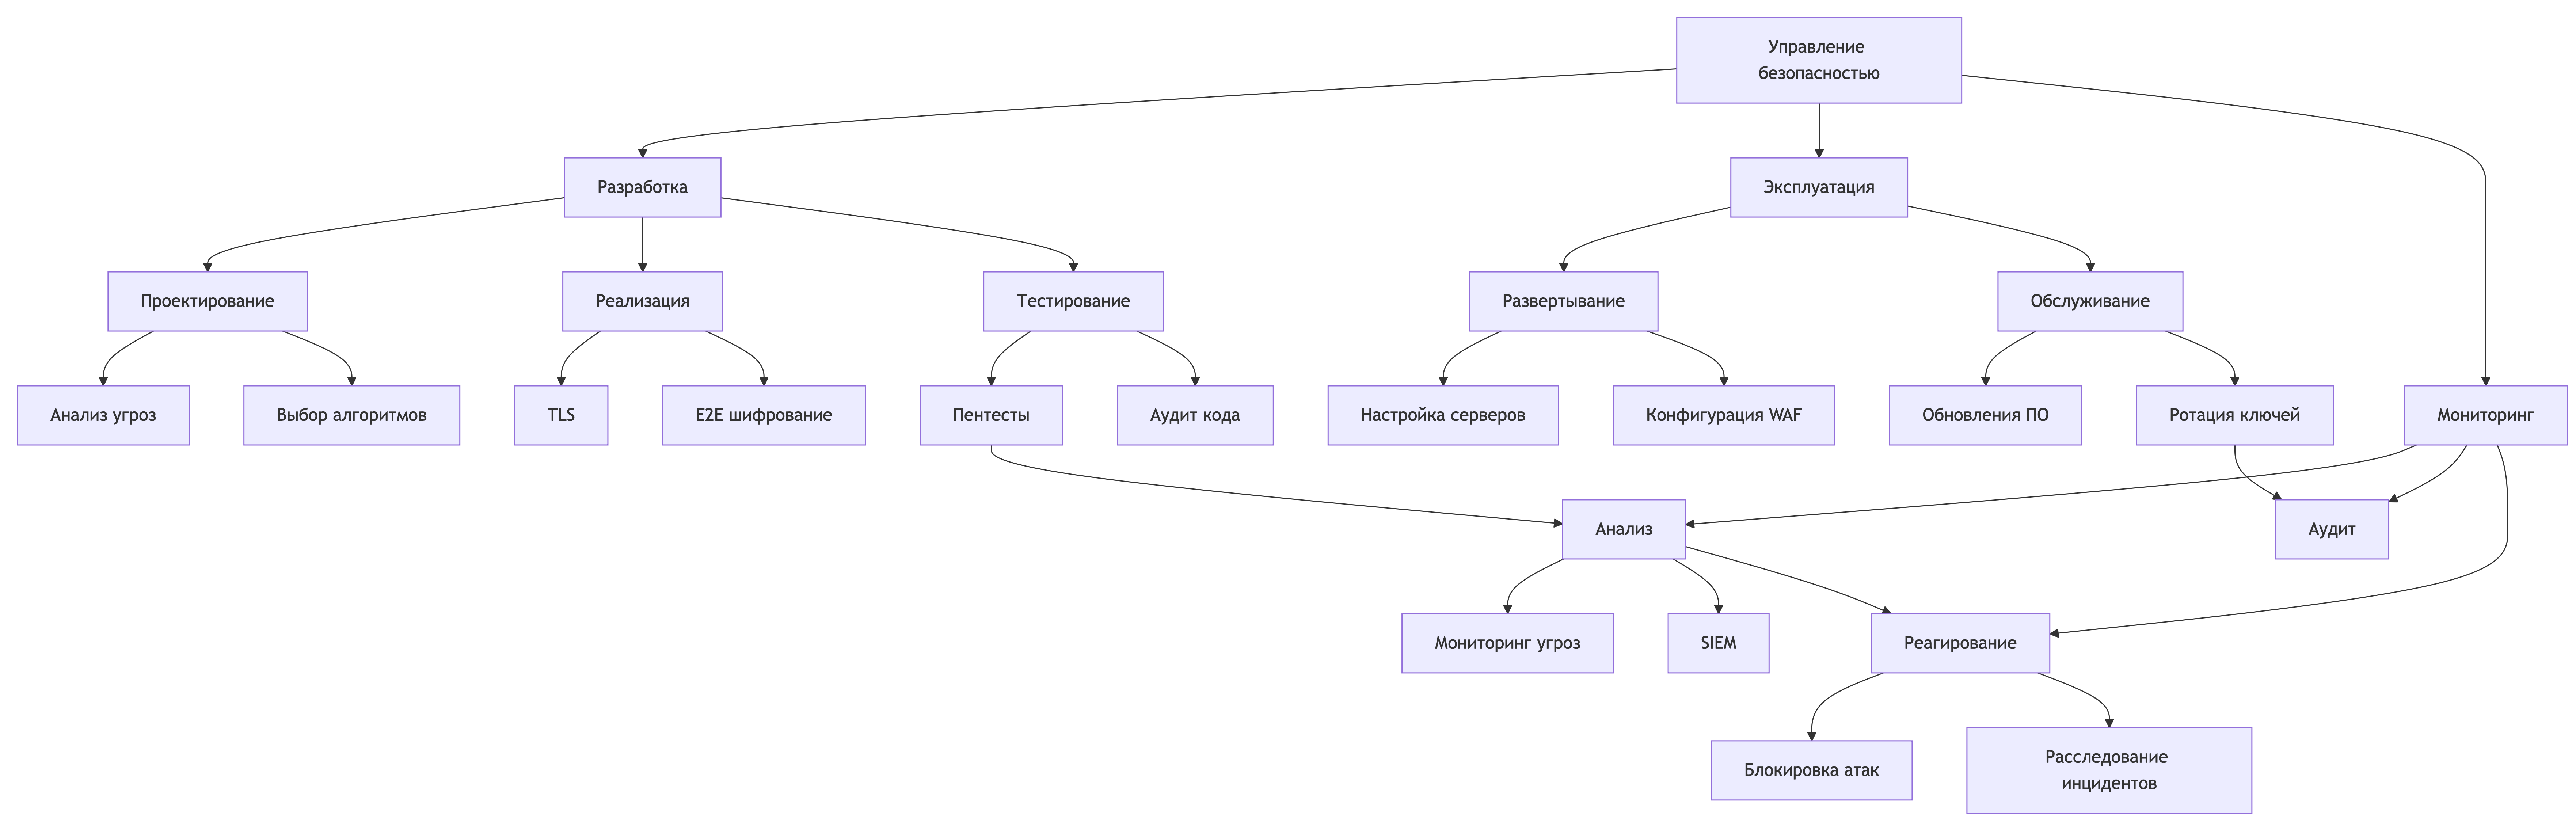 Управление
безопасностью
Разработка
Эксплуатация
Проектирование
Реализация
Тестирование
Развертывание
Обслуживание
Анализ угроз
Выбор алгоритмов
TLS
E2E шифрование
Пентесты
Аудит кода
Настройка серверов
Конфигурация WAF
Обновления ПО
Ротация ключей
Мониторинг
Анализ
Аудит
Мониторинг угроз
SIEM
Реагирование
Блокировка атак
Расследование
инцидентов